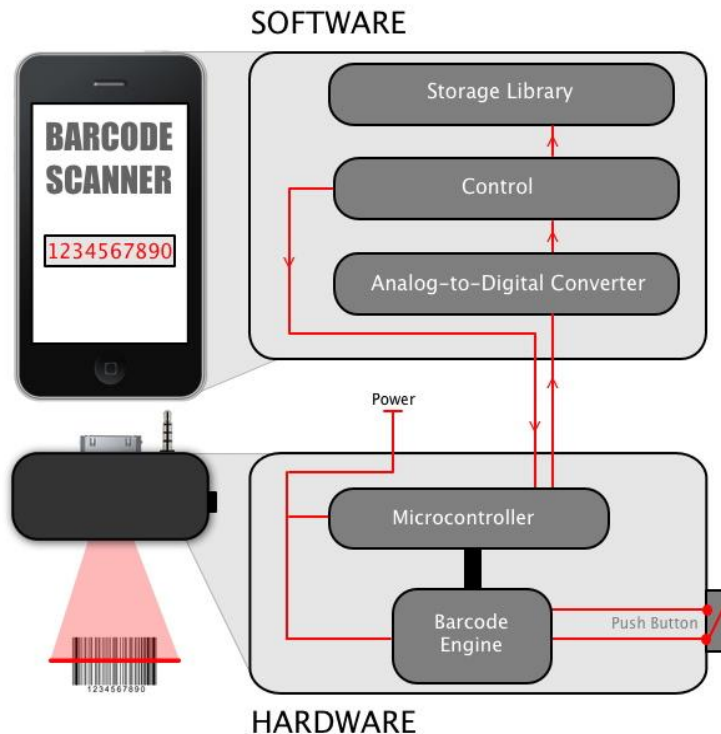 SOFTWARE
BARCODE
SCANNER
1234567890
Storage Library
Control
Analog-to-Digital Converter
Power
Microcontroller
Barcode
Engine
Push Button
1234567890
HARDWARE